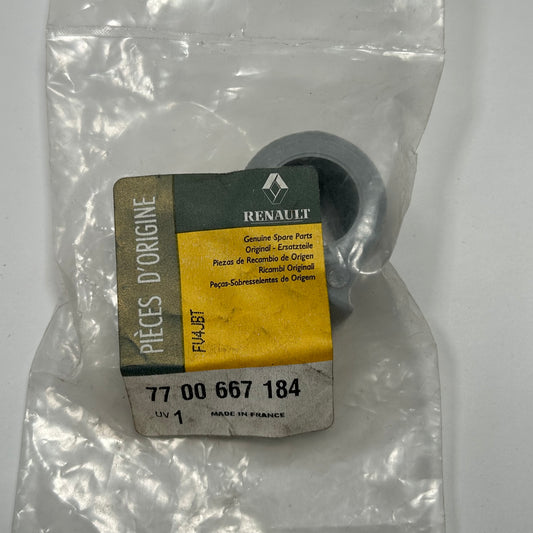 PIÈCES D'ORIGINE
RENAULT
Genuine Spare Parts
Original - Ersatzteile
Piezas de Recambio de Origen
Ricambi Originali
Peças-Sobresselentes de Origem
FU4JBT
77 00 667 184
UV 1 MADE IN FRANCE